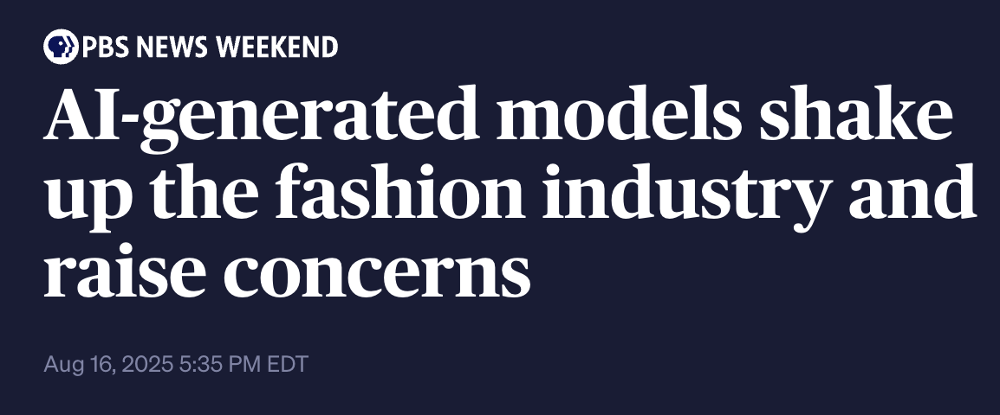 PBS NEWS WEEKEND
AI-generated models shake
up the fashion industry and
raise concerns
Aug 16, 2025 5:35 PM EDT